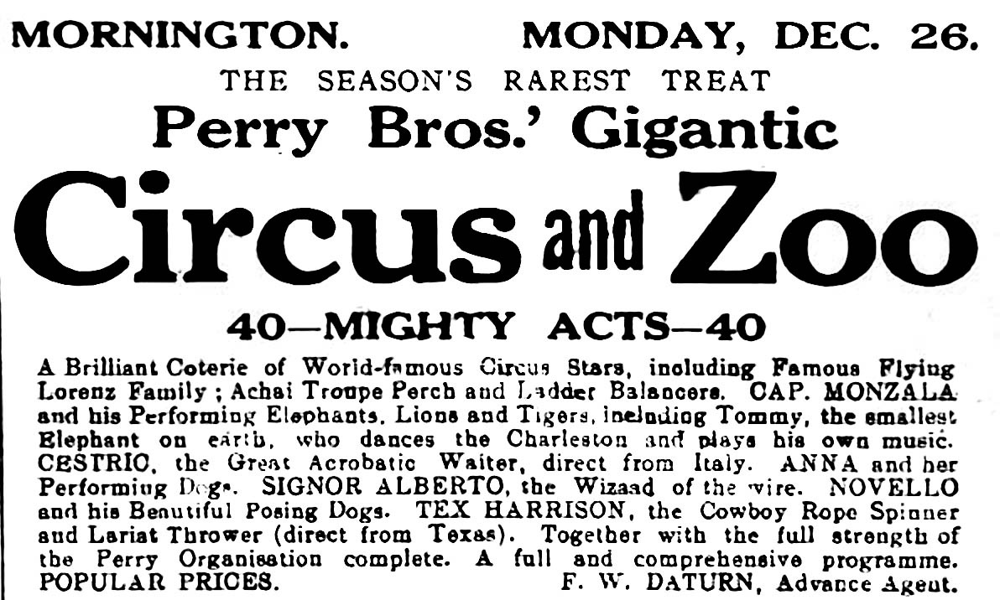 MORNINGTON. MONDAY, DEC. 26.
THE SEASON'S RAREST TREAT
Perry Bros.' Gigantic
Circus and Zoo
40—MIGHTY ACTS—40
A Brilliant Coterie of World-famous Circus Stars, including Famous Flying
Lorenz Family ; Achai Troupe Perch and Ladder Balancers. CAP. MONZALA
and his Performing Elephants, Lions and Tigers, including Tommy, the smallest
Elephant on earth, who dances the Charleston and plays his own music.
CESTRIO, the Great Acrobatic Waiter, direct from Italy. ANNA and her
Performing Dogs. SIGNOR ALBERTO, the Wizaad of the wire. NOVELLO
and his Beautiful Posing Dogs. TEX HARRISON, the Cowboy Rope Spinner
and Lariat Thrower (direct from Texas). Together with the full strength of
the Perry Organisation complete. A full and comprehensive programme.
POPULAR PRICES. F. W. DATURN, Advance Agent.